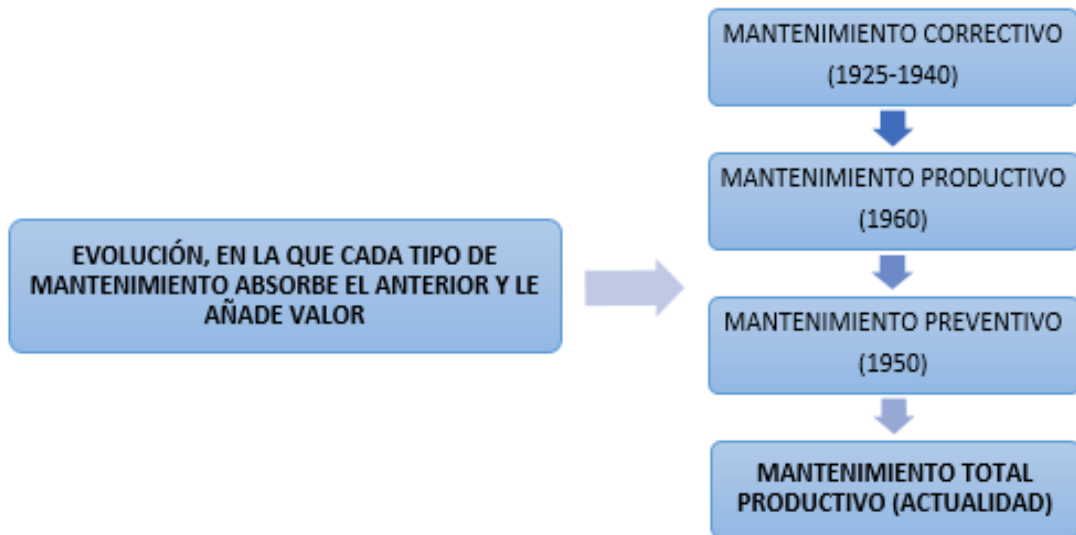 MANTENIMIENTO CORRECTIVO
(1925-1940)
MANTENIMIENTO PRODUCTIVO
(1960)
EVOLUCIÓN, EN LA QUE CADA TIPO DE
MANTENIMIENTO ABSORBE EL ANTERIOR Y LE
AÑADE VALOR
MANTENIMIENTO PREVENTIVO
(1950)
MANTENIMIENTO TOTAL
PRODUCTIVO (ACTUALIDAD)